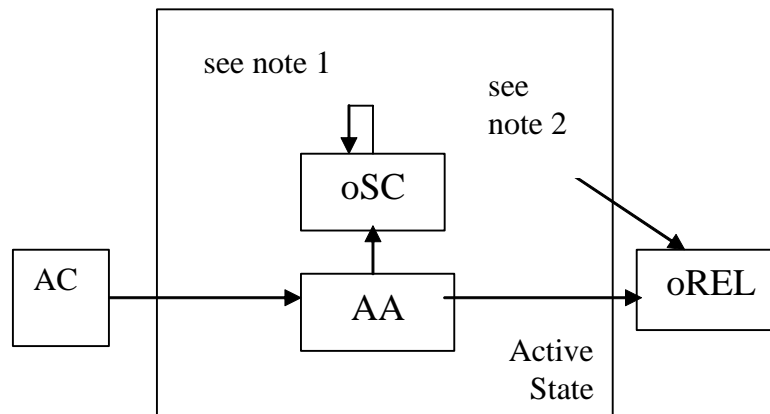 see note 1
see
note 2
oSC
AC
AA
oREL
Active
State